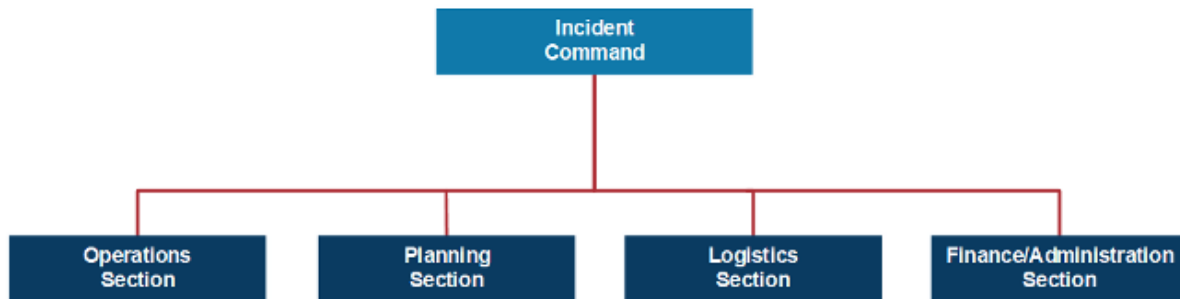 Incident
Command
Operations
Section
Planning
Section
Logistics
Section
Finance/Administration
Section